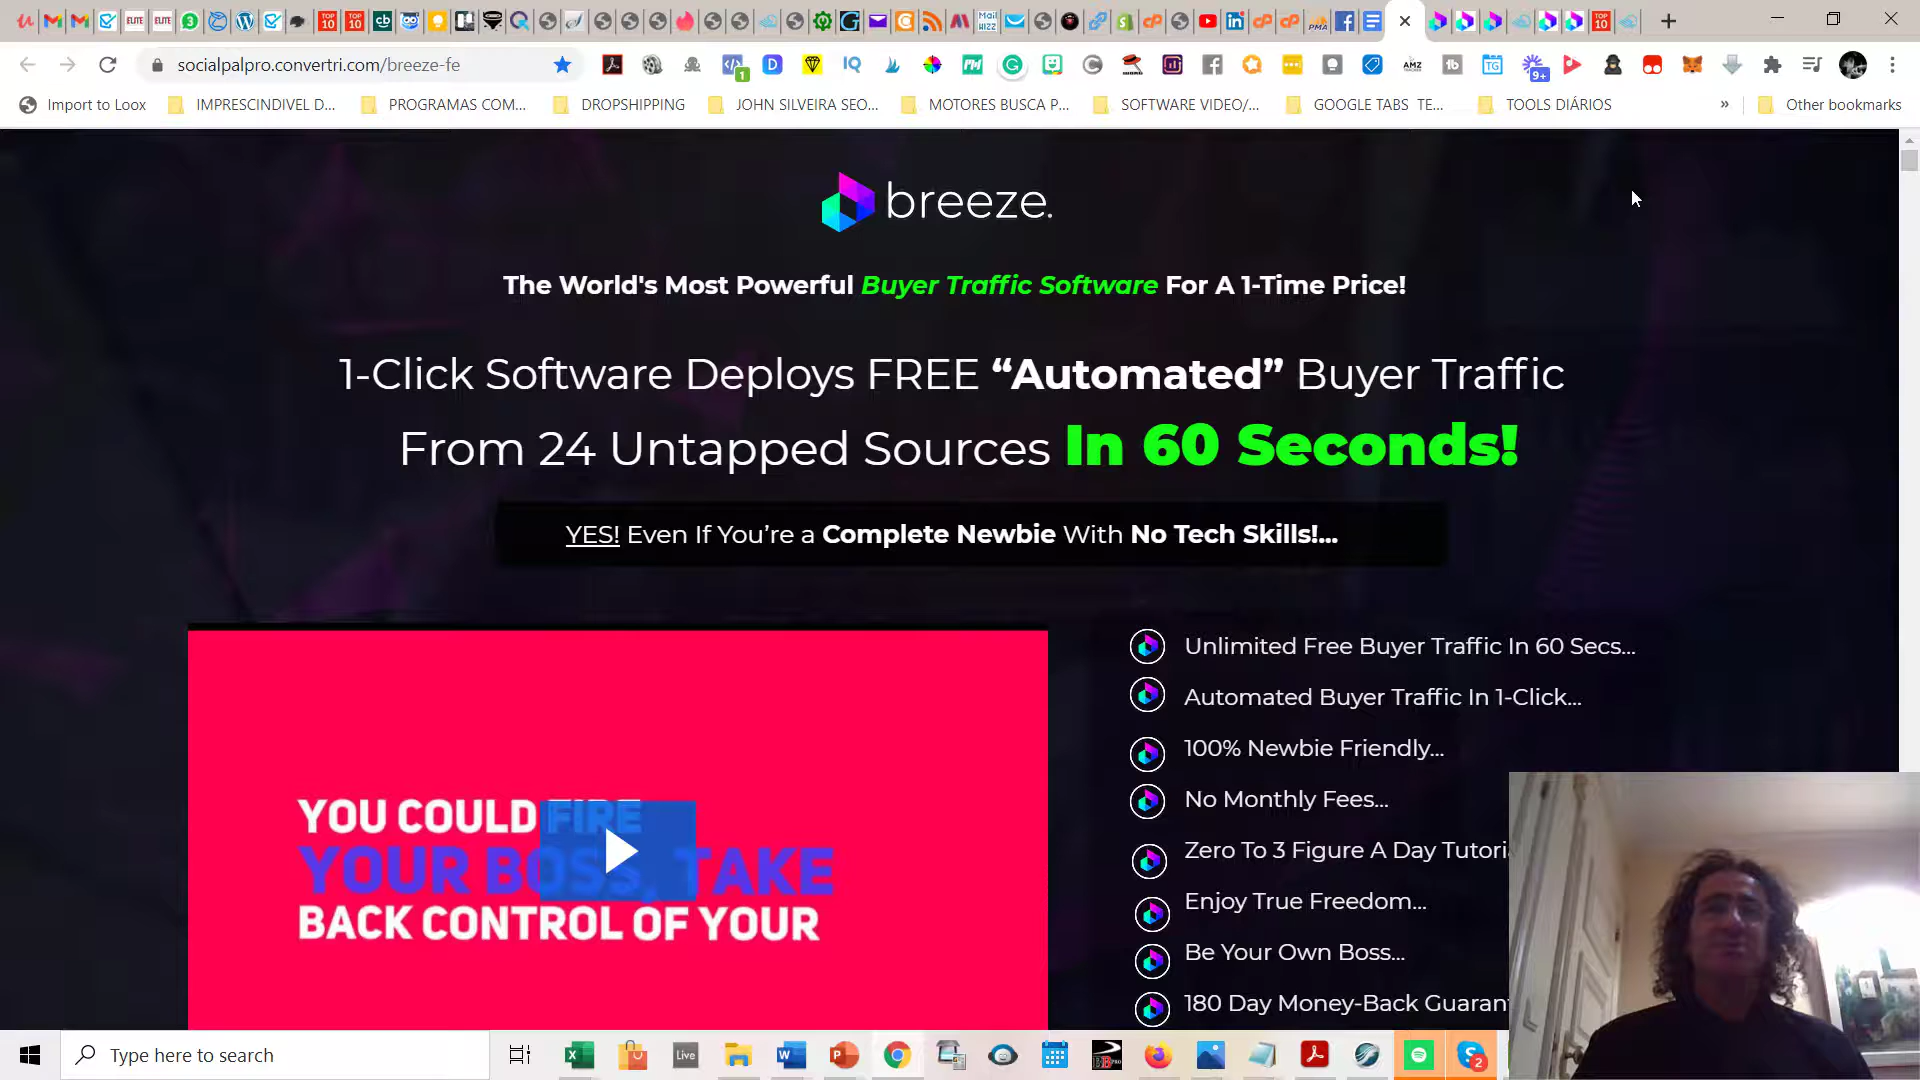 socialpalpro.convertri.com/breeze-fe
Import to Loox
IMPRESCINDIVEL D...
PROGRAMAS COM...
DROPSHIPPING
JOHN SILVEIRA SEO...
MOTORES BUSCA P...
SOFTWARE VIDEO/...
GOOGLE TABS TE...
TOOLS DIÁRIOS
»
Other bookmarks
breeze.
The World's Most Powerful Buyer Traffic Software For A 1-Time Price!
1-Click Software Deploys FREE “Automated” Buyer Traffic
From 24 Untapped Sources In 60 Seconds!
YES! Even If You’re a Complete Newbie With No Tech Skills!...
YOU COULD FIRE
YOUR BOSS, TAKE
BACK CONTROL OF YOUR
Unlimited Free Buyer Traffic In 60 Secs...
Automated Buyer Traffic In 1-Click...
100% Newbie Friendly...
No Monthly Fees...
Zero To 3 Figure A Day Tutori
Enjoy True Freedom...
Be Your Own Boss...
180 Day Money-Back Guaran
Type here to search
Live